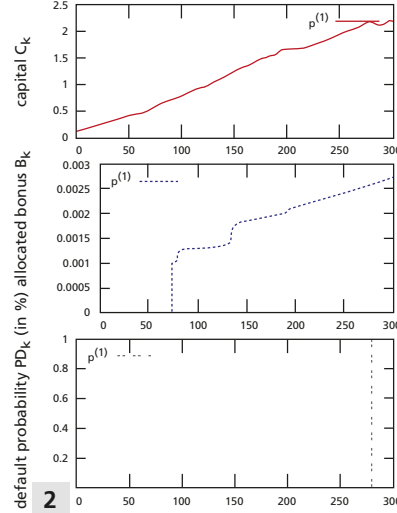 capital Ck
2.5
2
1.5
1
0.5
0
p(1)
0 50 100 150 200 250 300
allocated bonus Bk
0.003
0.0025
0.002
0.0015
0.001
0.0005
0
p(1)
0 50 100 150 200 250 300
default probability PDk (in %)
1
0.8
0.6
0.4
0.2
p(1)
0 50 100 150 200 250 300
2